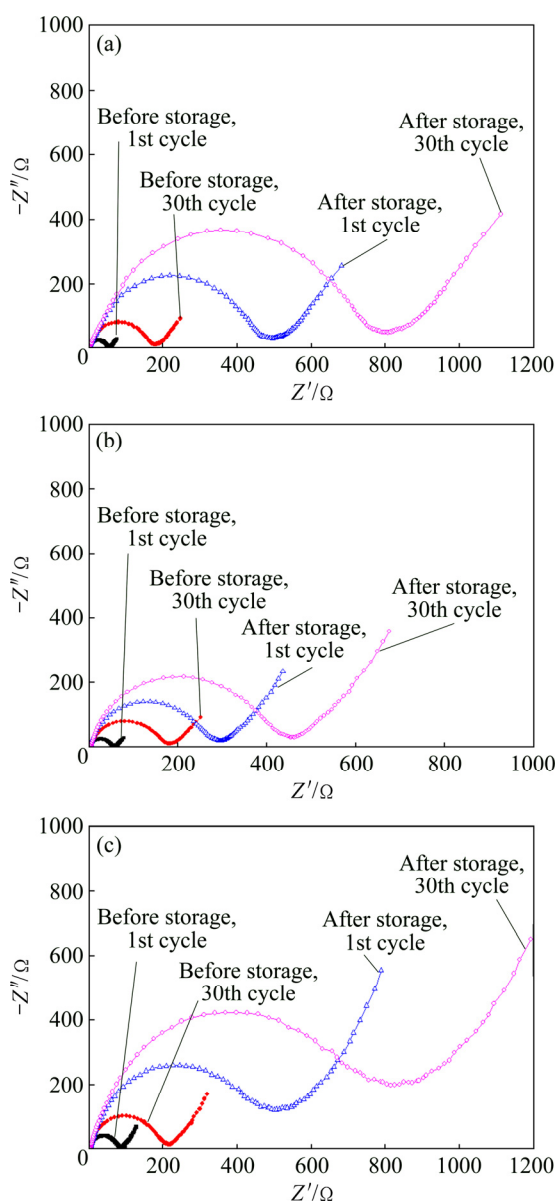 (a)
1000
800
600
400
200
0
Before storage,
1st cycle
Before storage,
30th cycle
After storage,
1st cycle
After storage,
30th cycle
200 400 600 800 1000 1200
Z′/Ω
−Z″/Ω
(b)
1000
800
600
400
200
0
Before storage,
1st cycle
Before storage,
30th cycle
After storage,
1st cycle
After storage,
30th cycle
200 400 600 800 1000
Z′/Ω
−Z″/Ω
(c)
1000
800
600
400
200
0
Before storage,
1st cycle
Before storage,
30th cycle
After storage,
1st cycle
After storage,
30th cycle
200 400 600 800 1000 1200
Z′/Ω
−Z″/Ω